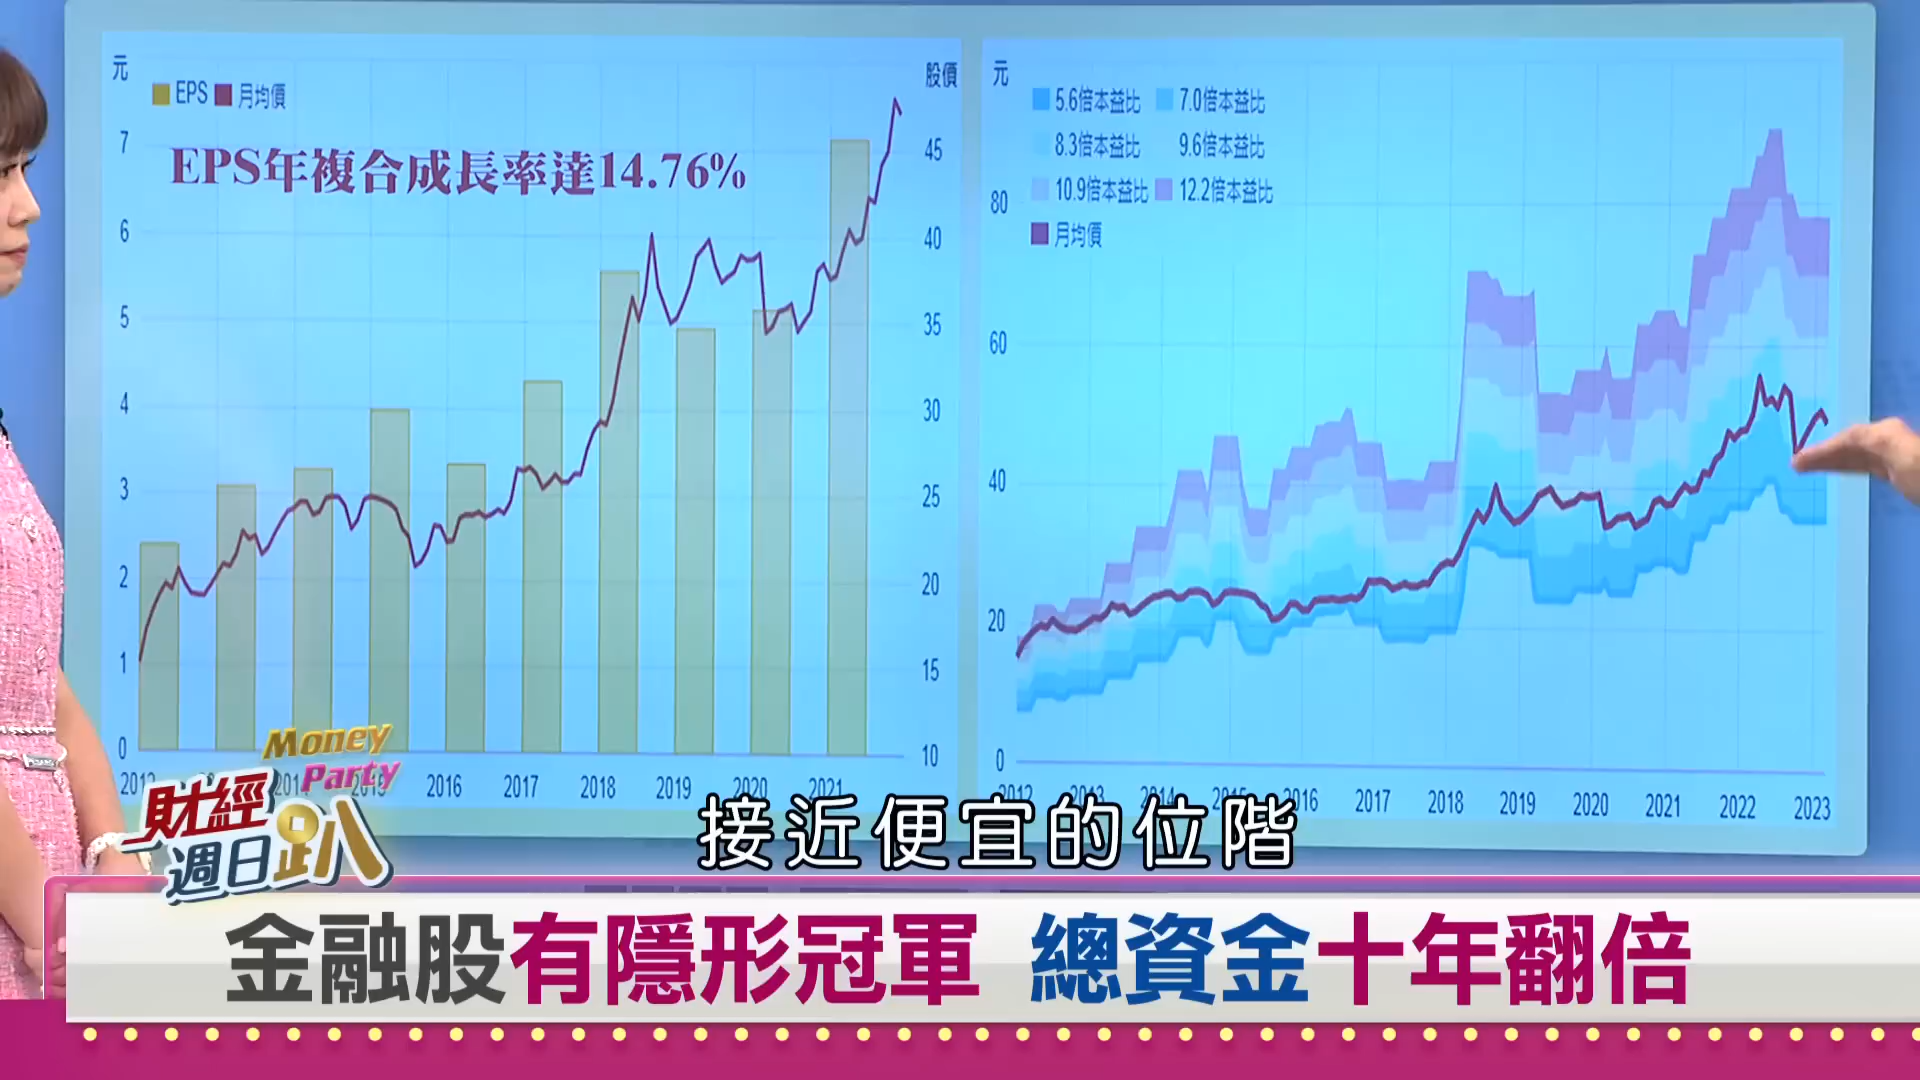 元
EPS 月均價
股價
EPS年複合成長率達14.76%
7
6
5
4
3
2
1
0
45
40
35
30
25
20
15
10
2015 2016 2017 2018 2019 2020 2021
元
5.6倍本益比 7.0倍本益比
8.3倍本益比 9.6倍本益比
10.9倍本益比 12.2倍本益比
月均價
80
60
40
20
0
2012 2013 2014 2015 2016 2017 2018 2019 2020 2021 2022 2023
Money
Party
財經
週日趴
接近便宜的位階
金融股有隱形冠軍 總資金十年翻倍